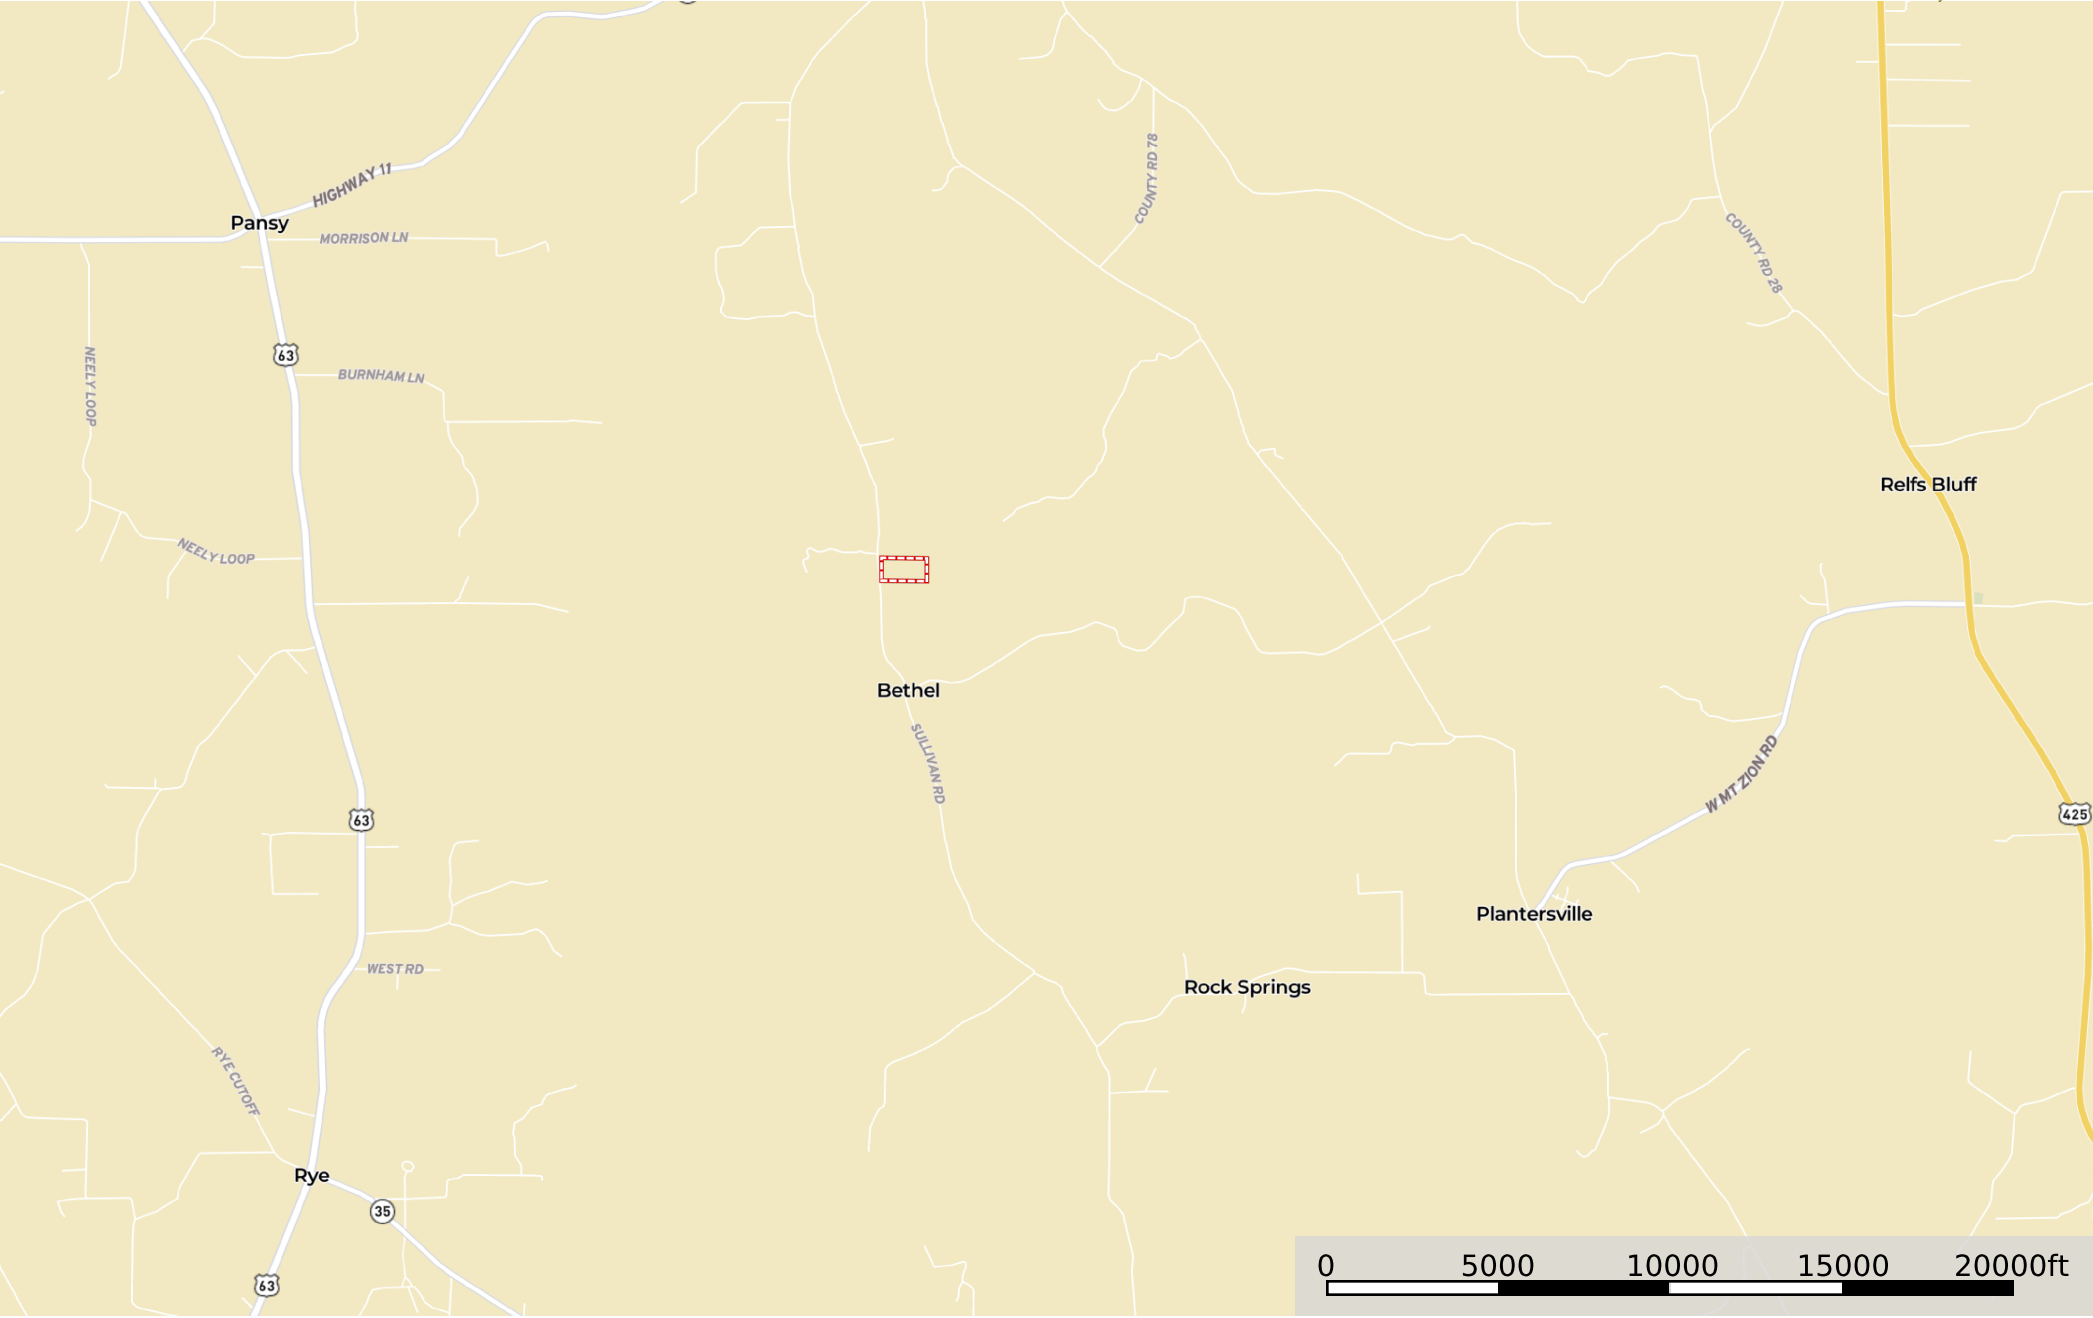 HIGHWAY 11
COUNTY RD 78
Pansy
MORRISON LN
COUNTY RD 28
63
NEELY LOOP
BURNHAM LN
Relfs Bluff
NEELY LOOP
Bethel
SULLIVAN RD
W MT ZION RD
63
425
Plantersville
WEST RD
Rock Springs
RYE CUTOFF
Rye
35
63
0 5000 10000 15000 20000ft